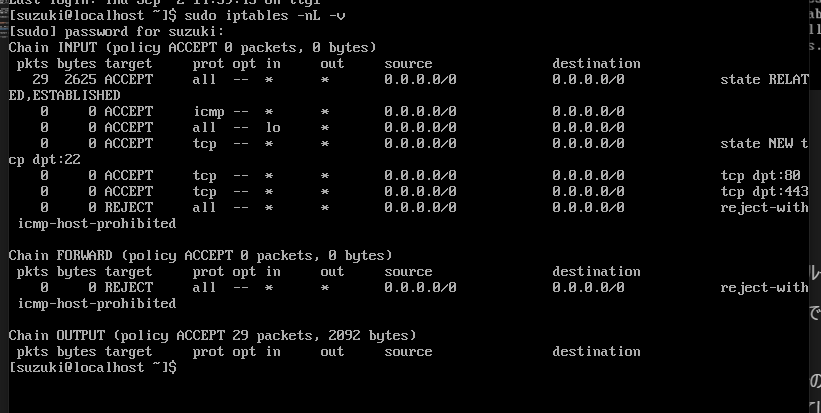 Last login: Thu Sep  2 11:39:15 on tty1
[suzuki@localhost ~]$ sudo iptables -nL -v
[sudo] password for suzuki:
Chain INPUT (policy ACCEPT 0 packets, 0 bytes)
 pkts bytes target     prot opt in     out     source               destination
   29  2625 ACCEPT     all  --  *      *       0.0.0.0/0            0.0.0.0/0            state RELAT
ED,ESTABLISHED
    0     0 ACCEPT     icmp --  *      *       0.0.0.0/0            0.0.0.0/0
    0     0 ACCEPT     all  --  lo     *       0.0.0.0/0            0.0.0.0/0
    0     0 ACCEPT     tcp  --  *      *       0.0.0.0/0            0.0.0.0/0            state NEW t
cp dpt:22
    0     0 ACCEPT     tcp  --  *      *       0.0.0.0/0            0.0.0.0/0            tcp dpt:80
    0     0 ACCEPT     tcp  --  *      *       0.0.0.0/0            0.0.0.0/0            tcp dpt:443
    0     0 REJECT     all  --  *      *       0.0.0.0/0            0.0.0.0/0            reject-with
 icmp-host-prohibited
Chain FORWARD (policy ACCEPT 0 packets, 0 bytes)
 pkts bytes target     prot opt in     out     source               destination
    0     0 REJECT     all  --  *      *       0.0.0.0/0            0.0.0.0/0            reject-with
 icmp-host-prohibited
Chain OUTPUT (policy ACCEPT 29 packets, 2092 bytes)
 pkts bytes target     prot opt in     out     source               destination
[suzuki@localhost ~]$